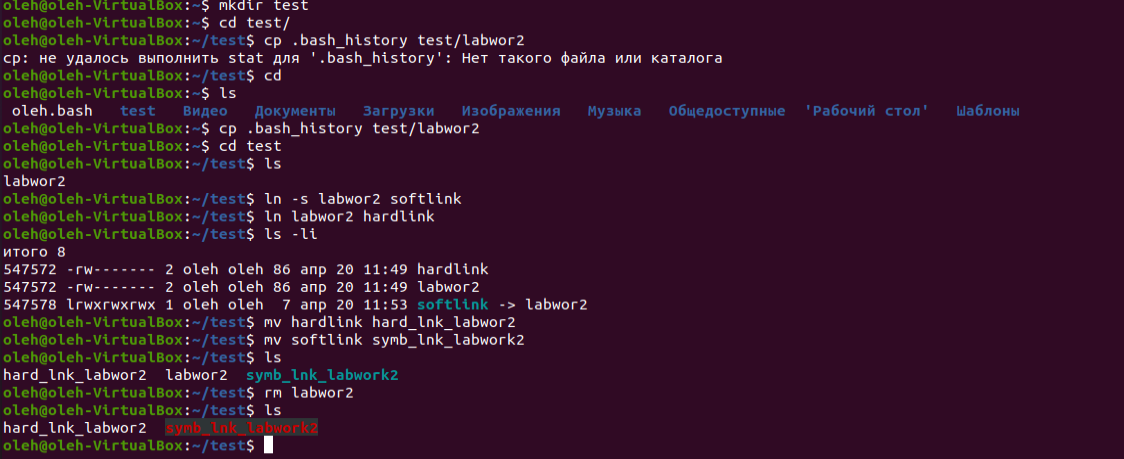 oleh@oleh-VirtualBox:~$ mkdir test
oleh@oleh-VirtualBox:~$ cd test/
oleh@oleh-VirtualBox:~/test$ cp .bash_history test/labwor2
cp: не удалось выполнить stat для '.bash_history': Нет такого файла или каталога
oleh@oleh-VirtualBox:~/test$ cd
oleh@oleh-VirtualBox:~$ ls
oleh.bash   test   Видео   Документы   Загрузки   Изображения   Музыка   Общедоступные  'Рабочий стол'   Шаблоны
oleh@oleh-VirtualBox:~$ cp .bash_history test/labwor2
oleh@oleh-VirtualBox:~$ cd test
oleh@oleh-VirtualBox:~/test$ ls
labwor2
oleh@oleh-VirtualBox:~/test$ ln -s labwor2 softlink
oleh@oleh-VirtualBox:~/test$ ln labwor2 hardlink
oleh@oleh-VirtualBox:~/test$ ls -li
итого 8
547572 -rw------- 2 oleh oleh 86 апр 20 11:49 hardlink
547572 -rw------- 2 oleh oleh 86 апр 20 11:49 labwor2
547578 lrwxrwxrwx 1 oleh oleh  7 апр 20 11:53 softlink -> labwor2
oleh@oleh-VirtualBox:~/test$ mv hardlink hard_lnk_labwor2
oleh@oleh-VirtualBox:~/test$ mv softlink symb_lnk_labwork2
oleh@oleh-VirtualBox:~/test$ ls
hard_lnk_labwor2  labwor2  symb_lnk_labwork2
oleh@oleh-VirtualBox:~/test$ rm labwor2
oleh@oleh-VirtualBox:~/test$ ls
hard_lnk_labwor2  symb_lnk_labwork2
oleh@oleh-VirtualBox:~/test$